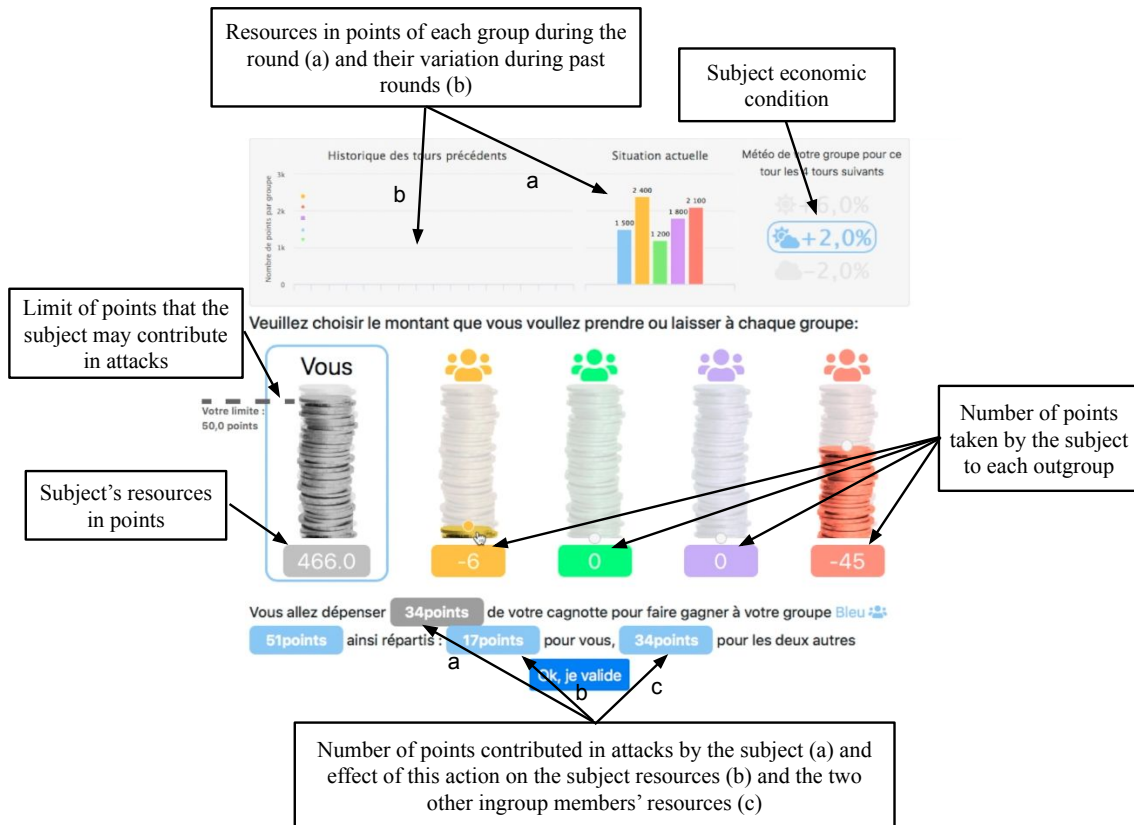 Resources in points of each group during the
round (a) and their variation during past
rounds (b)
Subject economic
condition
Historique des tours précédents
Situation actuelle
Météo de votre groupe pour ce
tour les 4 tours suivants
b
a
Nombre de points par groupe
3k
2k
1k
0
1 500
2 400
1 200
1 800
2 100
+6,0%
+2,0%
-2,0%
Limit of points that the
subject may contribute
in attacks
Veuillez choisir le montant que vous voullez prendre ou laisser à chaque groupe:
Vous
Votre limite :
50,0 points
Number of points
taken by the subject
to each outgroup
Subject's resources
in points
466.0
-6
0
0
-45
Vous allez dépenser 34points de votre cagnotte pour faire gagner à votre groupe Bleu
51points ainsi répartis : 17points pour vous, 34points pour les deux autres
Ok, je valide
a
b
c
Number of points contributed in attacks by the subject (a) and
effect of this action on the subject resources (b) and the two
other ingroup members' resources (c)